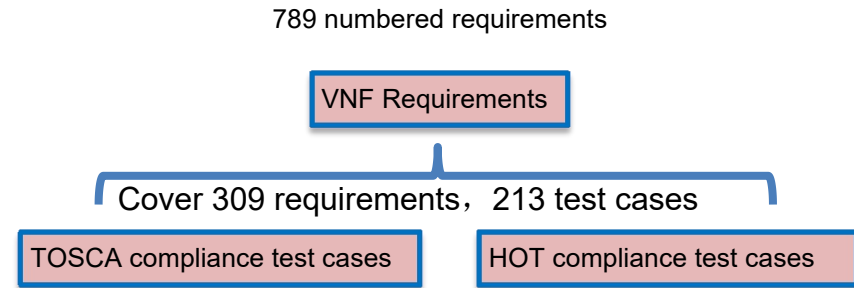 789 numbered requirements
VNF Requirements
Cover 309 requirements，213 test cases
TOSCA compliance test cases
HOT compliance test cases